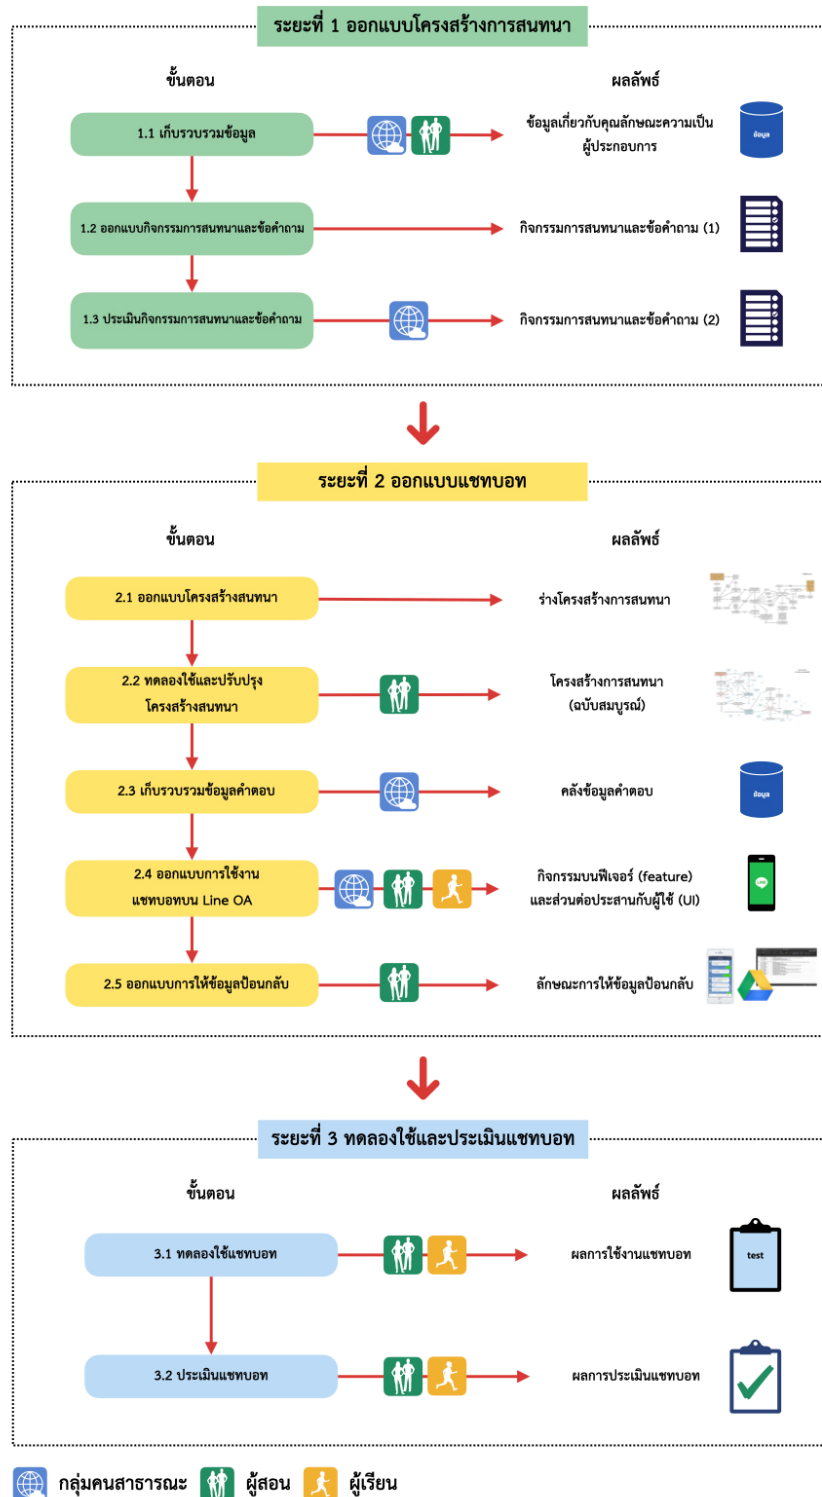 ระยะที่ 1 ออกแบบโครงสร้างการสนทนา
ขั้นตอน
ผลลัพธ์
1.1 เก็บรวบรวมข้อมูล
ข้อมูลเกี่ยวกับคุณลักษณะความเป็น
ผู้ประกอบการ
ข้อมูล
1.2 ออกแบบกิจกรรมการสนทนาและข้อคำถาม
กิจกรรมการสนทนาและข้อคำถาม (1)
1.3 ประเมินกิจกรรมการสนทนาและข้อคำถาม
กิจกรรมการสนทนาและข้อคำถาม (2)
ระยะที่ 2 ออกแบบแชทบอท
ขั้นตอน
ผลลัพธ์
2.1 ออกแบบโครงสร้างสนทนา
ร่างโครงสร้างการสนทนา
2.2 ทดลองใช้และปรับปรุง
โครงสร้างสนทนา
โครงสร้างการสนทนา
(ฉบับสมบูรณ์)
2.3 เก็บรวบรวมข้อมูลคำตอบ
คลังข้อมูลคำตอบ
ข้อมูล
2.4 ออกแบบการใช้งาน
แชทบอทบน Line OA
กิจกรรมบนฟีเจอร์ (feature)
และส่วนต่อประสานกับผู้ใช้ (UI)
2.5 ออกแบบการให้ข้อมูลป้อนกลับ
ลักษณะการให้ข้อมูลป้อนกลับ
ระยะที่ 3 ทดลองใช้และประเมินแชทบอท
ขั้นตอน
ผลลัพธ์
3.1 ทดลองใช้แชทบอท
ผลการใช้งานแชทบอท
test
3.2 ประเมินแชทบอท
ผลการประเมินแชทบอท
กลุ่มคนสาธารณะ
ผู้สอน
ผู้เรียน